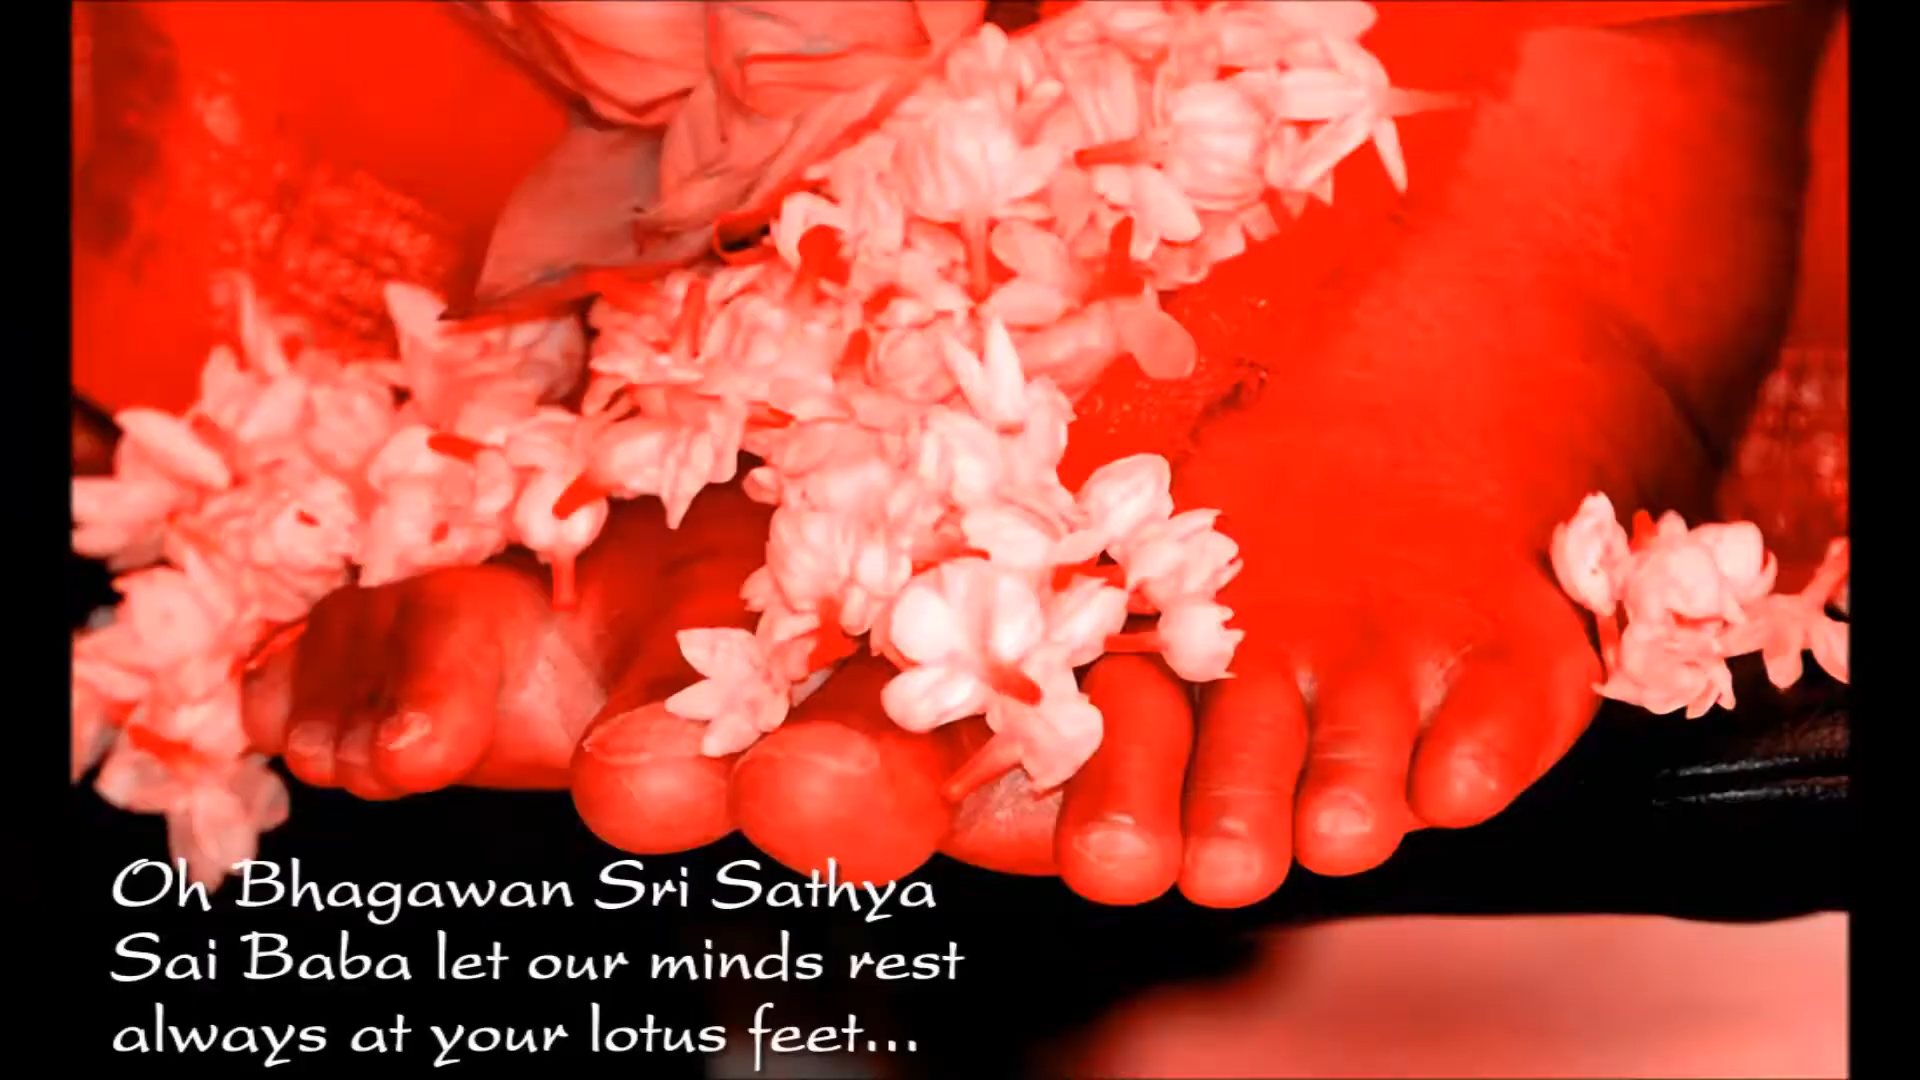 Oh Bhagawan Sri Sathya
Sai Baba let our minds rest
always at your lotus feet...